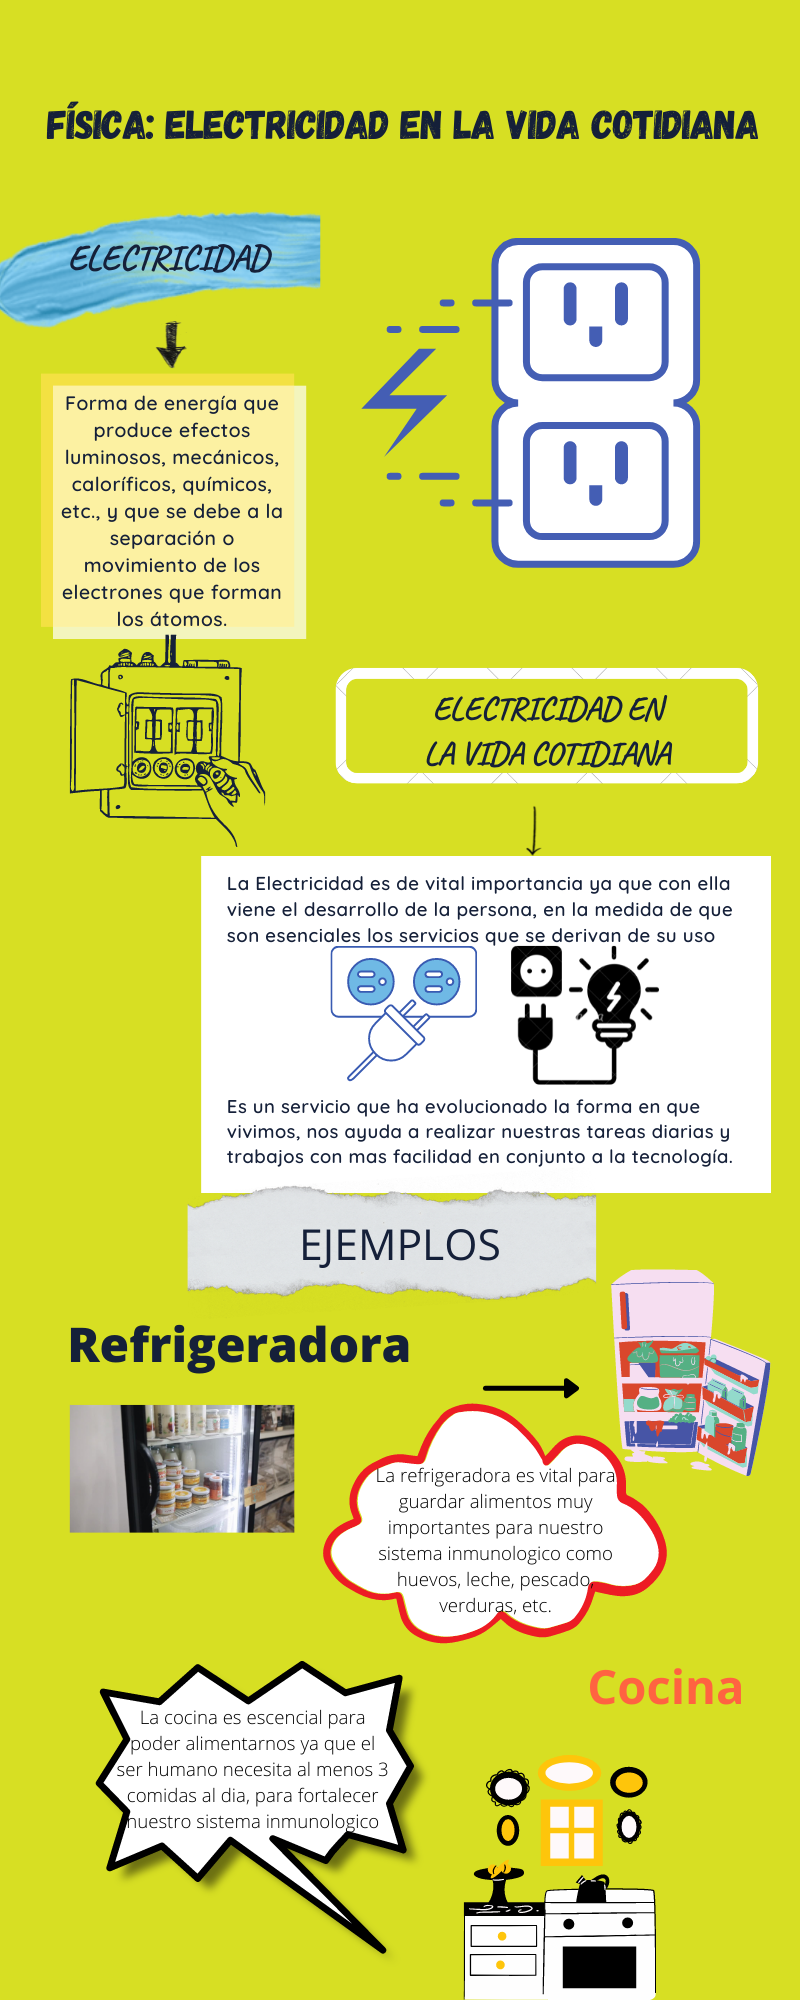 FÍSICA: ELECTRICIDAD EN LA VIDA COTIDIANA
ELECTRICIDAD
Forma de energía que
produce efectos
luminosos, mecánicos,
caloríficos, químicos,
etc., y que se debe a la
separación o
movimiento de los
electrones que forman
los átomos.
ELECTRICIDAD EN
LA VIDA COTIDIANA
La Electricidad es de vital importancia ya que con ella
viene el desarrollo de la persona, en la medida de que
son esenciales los servicios que se derivan de su uso
Es un servicio que ha evolucionado la forma en que
vivimos, nos ayuda a realizar nuestras tareas diarias y
trabajos con mas facilidad en conjunto a la tecnología.
EJEMPLOS
Refrigeradora
La refrigeradora es vital para
guardar alimentos muy
importantes para nuestro
sistema inmunologico como
huevos, leche, pescado,
verduras, etc.
Cocina
La cocina es escencial para
poder alimentarnos ya que el
ser humano necesita al menos 3
comidas al dia, para fortalecer
nuestro sistema inmunologico